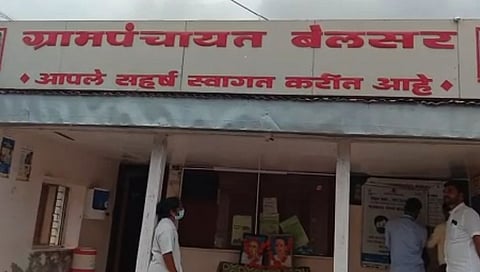 ग्रामपंचायत बेलसर
आपले सहर्ष स्वागत करीत आहे